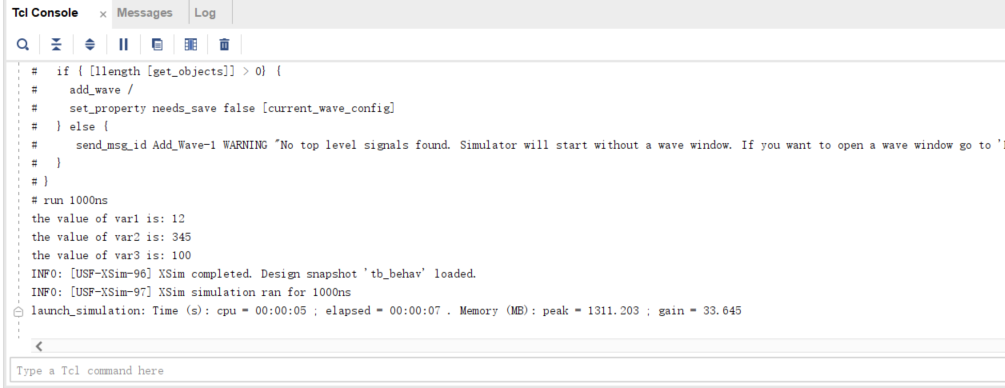 Tcl Console × Messages Log
# if { [llength [get_objects]] > 0} {
# add_wave /
# set_property needs_save false [current_wave_config]
# } else {
# send_msg_id Add_Wave-1 WARNING "No top level signals found. Simulator will start without a wave window. If you want to open a wave window go to '
# }
# }
# run 1000ns
the value of var1 is: 12
the value of var2 is: 345
the value of var3 is: 100
INFO: [USF-XSim-96] XSim completed. Design snapshot 'tb_behav' loaded.
INFO: [USF-XSim-97] XSim simulation ran for 1000ns
launch_simulation: Time (s): cpu = 00:00:05 ; elapsed = 00:00:07 . Memory (MB): peak = 1311.203 ; gain = 33.645
Type a Tcl command here